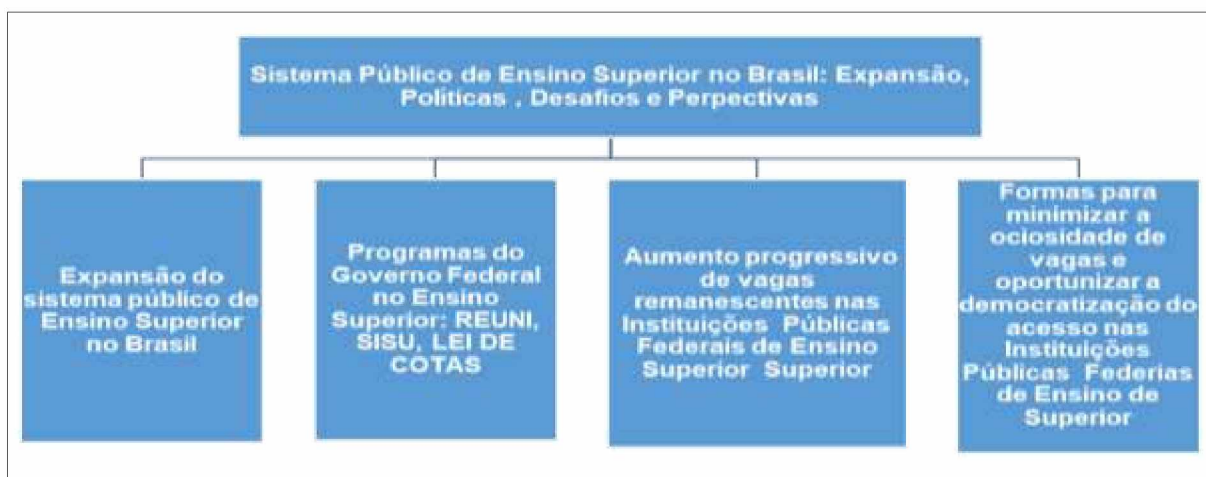 Sistema Público de Ensino Superior no Brasil: Expansão,
Políticas , Desafios e Perpectivas
Expansão do
sistema público de
Ensino Superior
no Brasil
Programas do
Governo Federal
no Ensino
Superior: REUNI,
SISU, LEI DE
COTAS
Aumento progressivo
de vagas
remanescentes nas
Instituições Públicas
Federais de Ensino
Superior Superior
Formas para
minimizar a
ociosidade de
vagas e
oportunizar a
democratização do
acesso nas
Instituições
Públicas Federias
de Ensino de
Superior